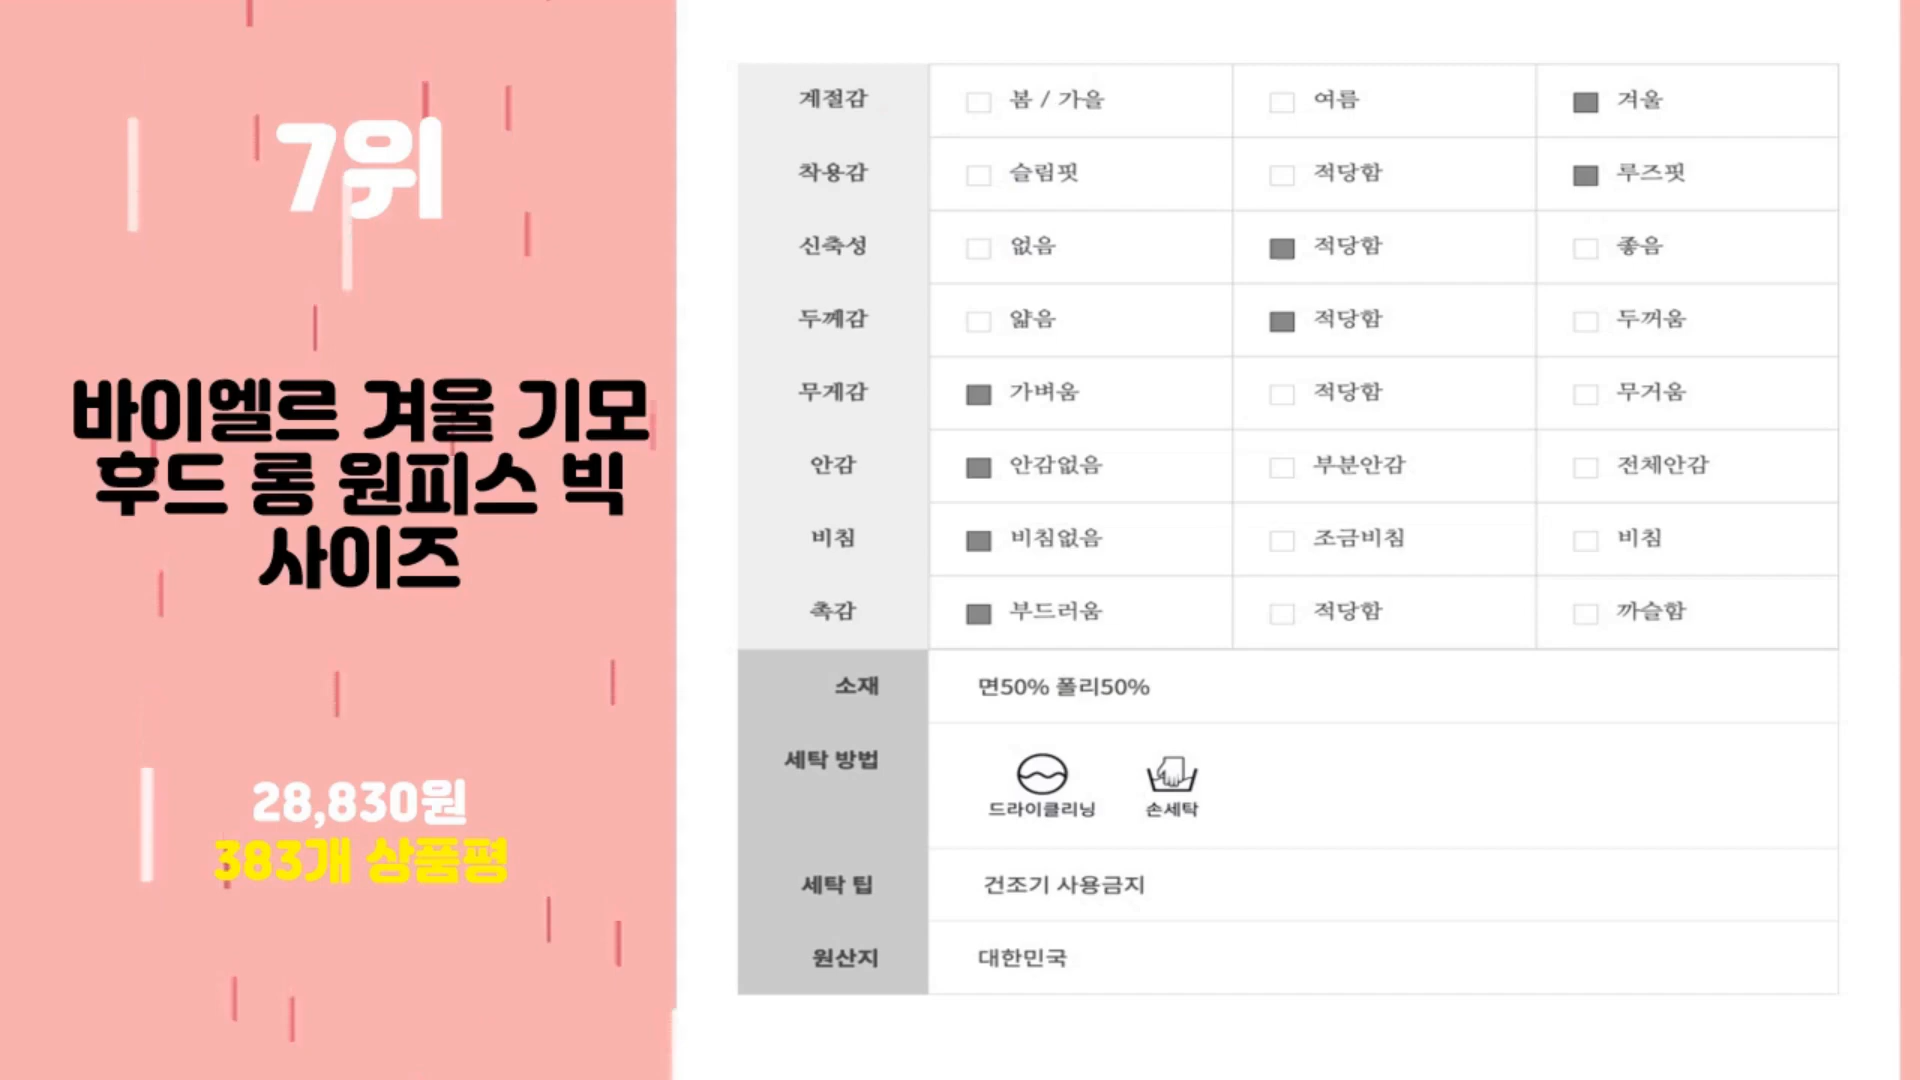 7위
바이엘르 겨울 기모
후드 롱 원피스 빅
사이즈
28,830원
383개 상품평
계절감 봄 / 가을 여름 겨울
착용감 슬림핏 적당함 루즈핏
신축성 없음 적당함 좋음
두께감 얇음 적당함 두꺼움
무게감 가벼움 적당함 무거움
안감 안감없음 부분안감 전체안감
비침 비침없음 조금비침 비침
촉감 부드러움 적당함 까슬함
소재 면50% 폴리50%
세탁 방법 드라이클리닝 손세탁
세탁 팁 건조기 사용금지
원산지 대한민국